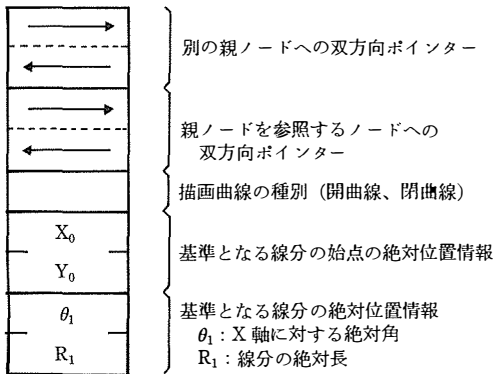 別の親ノードへの双方向ポインター
親ノードを参照するノードへの
双方向ポインター
描画曲線の種別（開曲線、閉曲線）
X₀
Y₀
基準となる線分の始点の絶対位置情報
θ₁
R₁
基準となる線分の絶対位置情報
θ₁：X 軸に対する絶対角
R₁：線分の絶対長